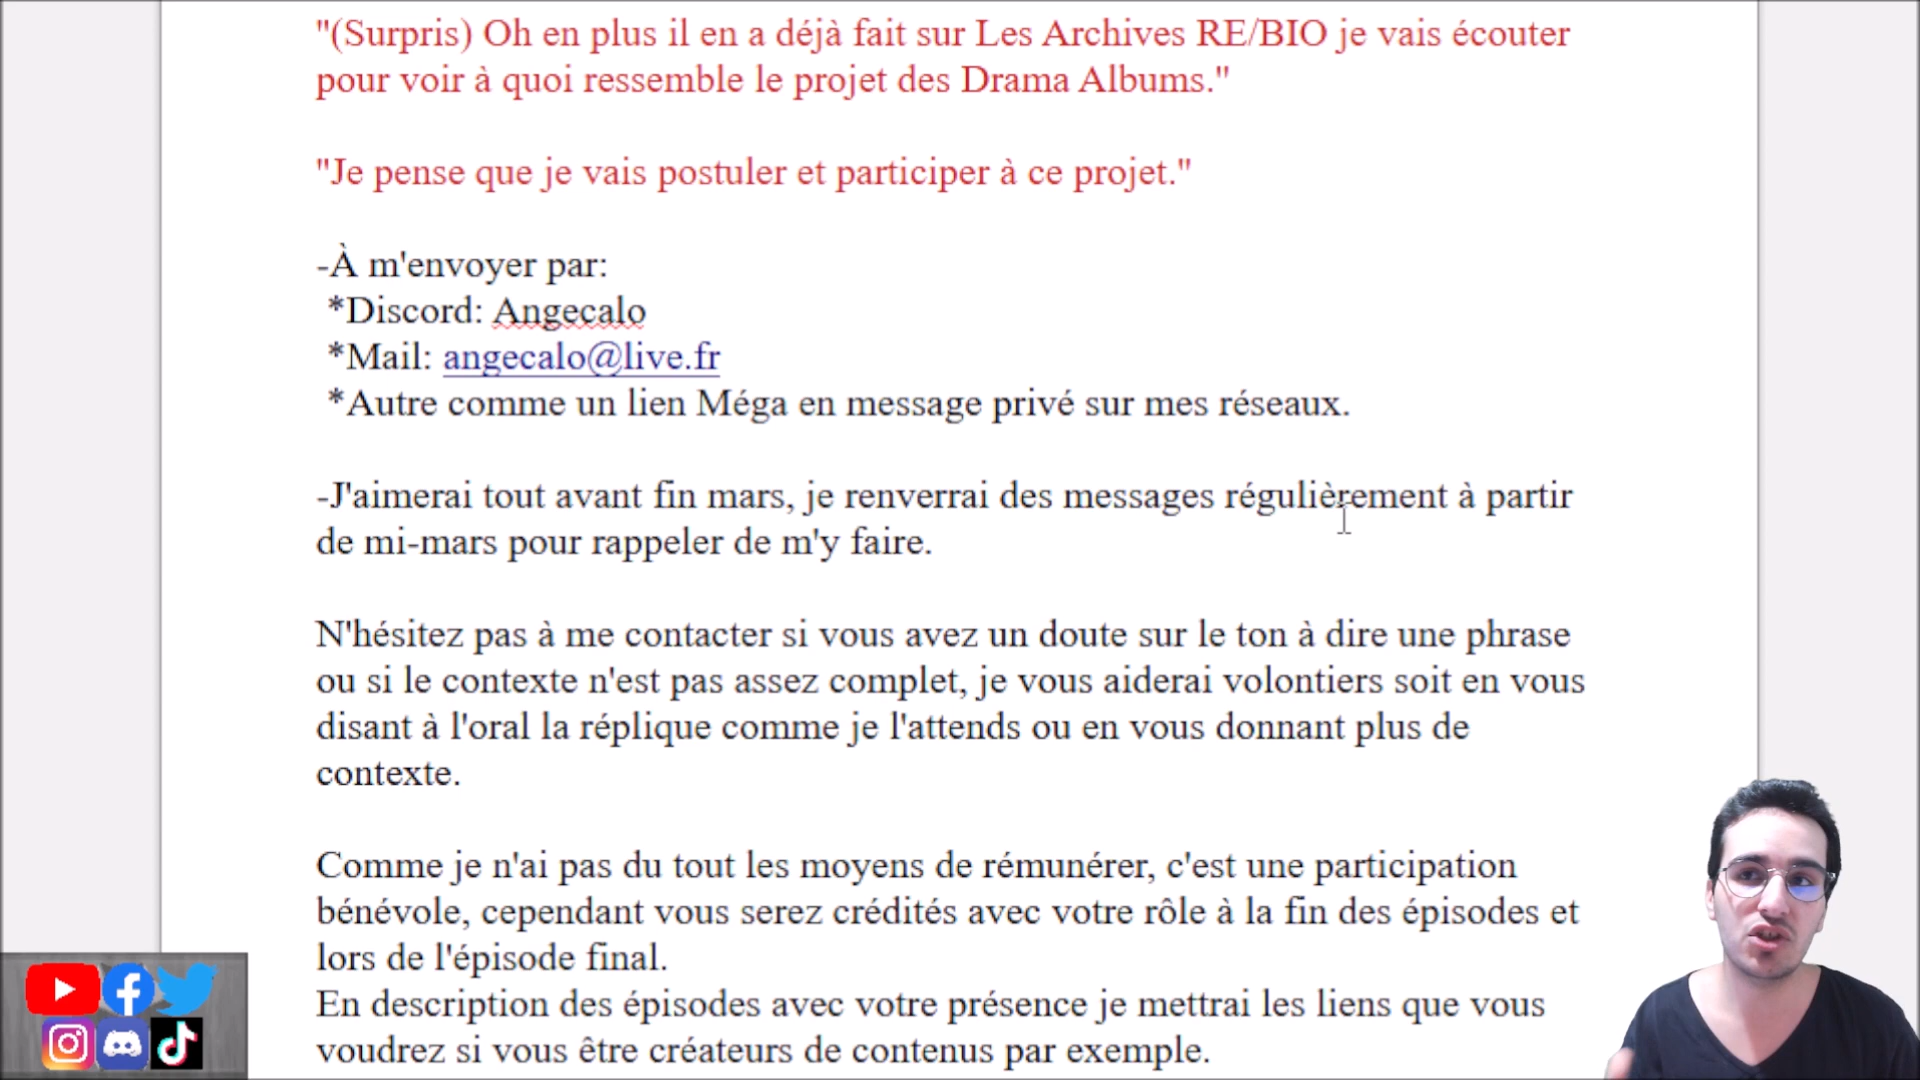 "(Surpris) Oh en plus il en a déjà fait sur Les Archives RE/BIO je vais écouter
pour voir à quoi ressemble le projet des Drama Albums."
"Je pense que je vais postuler et participer à ce projet."
-À m'envoyer par:
*Discord: Angecalo
*Mail: angecalo@live.fr
*Autre comme un lien Méga en message privé sur mes réseaux.
-J'aimerai tout avant fin mars, je renverrai des messages régulièrement à partir
de mi-mars pour rappeler de m'y faire.
N'hésitez pas à me contacter si vous avez un doute sur le ton à dire une phrase
ou si le contexte n'est pas assez complet, je vous aiderai volontiers soit en vous
disant à l'oral la réplique comme je l'attends ou en vous donnant plus de
contexte.
Comme je n'ai pas du tout les moyens de rémunérer, c'est une participation
bénévole, cependant vous serez crédités avec votre rôle à la fin des épisodes et
lors de l'épisode final.
En description des épisodes avec votre présence je mettrai les liens que vous
voudrez si vous être créateurs de contenus par exemple.